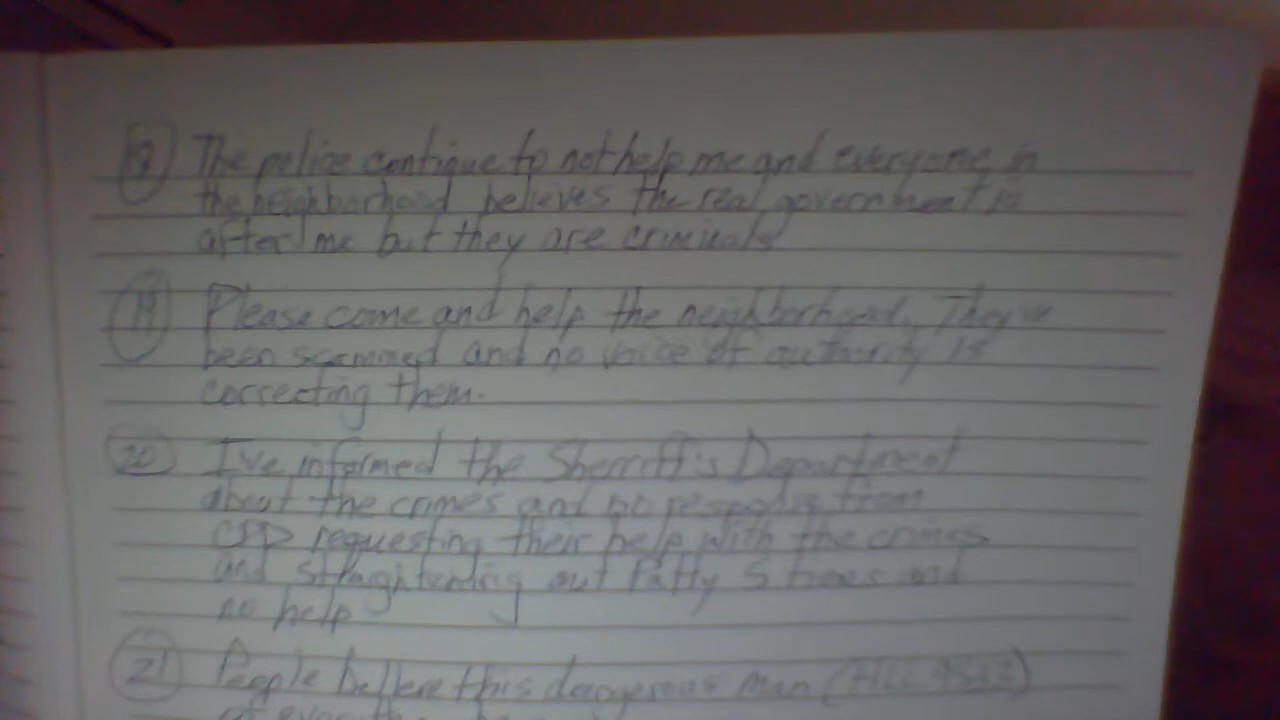 18 The police continue to not help me and everyone in
the neighborhood believes the real government is
after me but they are criminals
19 Please come and help the neighborhood. They've
been scammed and no voice of authority is
correcting them.
20 I've informed the Sherriff's Department
about the crimes and no response from
CPD requesting their help with the crimes
and straightending out Patty 5 times and
no help
21 People believe this dangerous man